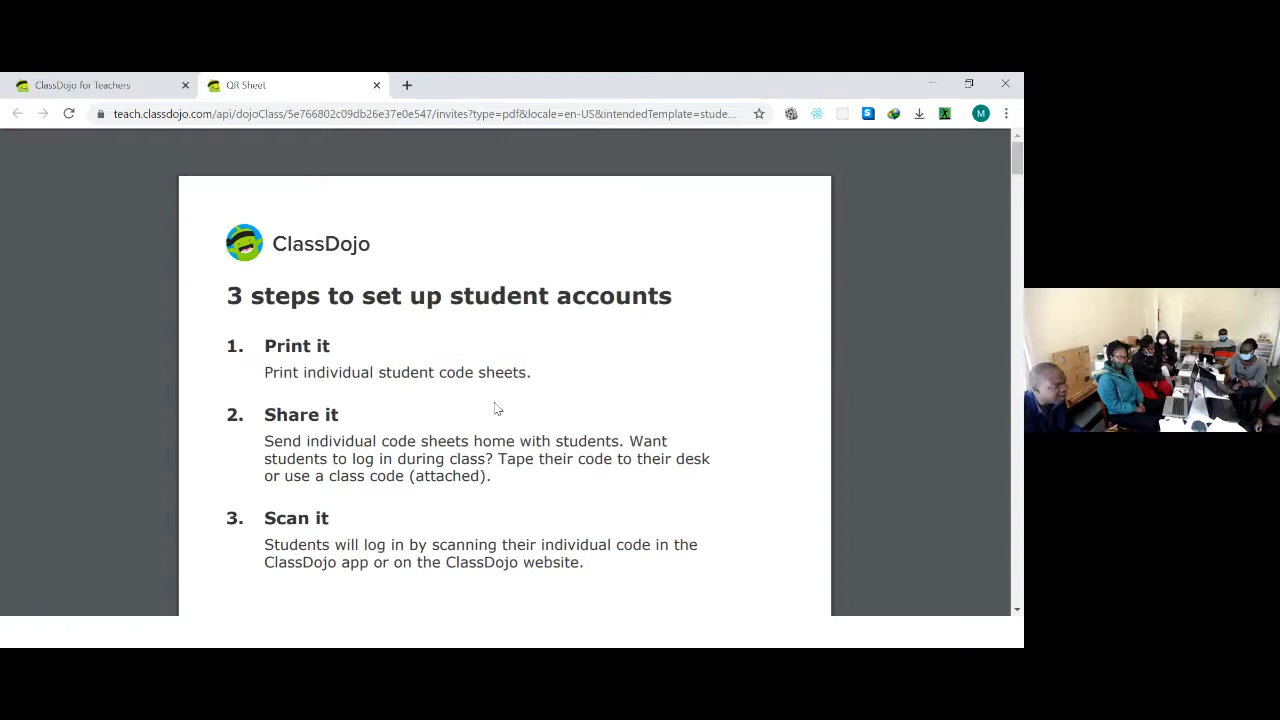 ClassDojo for Teachers
QR Sheet
teach.classdojo.com/api/dojoClass/5e766802c09db26e37e0e547/invites?type=pdf&locale=en-US&intendedTemplate=stude...
M
ClassDojo
3 steps to set up student accounts
1. Print it
Print individual student code sheets.
2. Share it
Send individual code sheets home with students. Want
students to log in during class? Tape their code to their desk
or use a class code (attached).
3. Scan it
Students will log in by scanning their individual code in the
ClassDojo app or on the ClassDojo website.